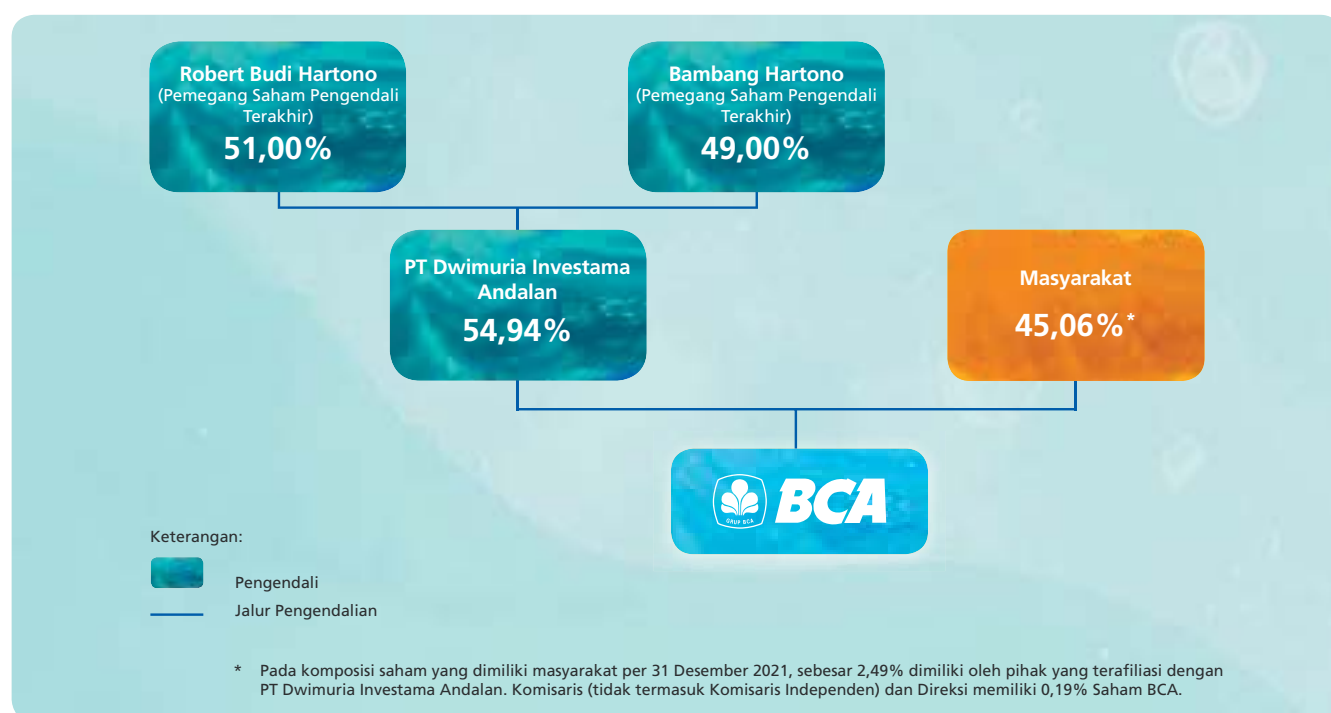 Robert Budi Hartono
(Pemegang Saham Pengendali
Terakhir)
51,00%
Bambang Hartono
(Pemegang Saham Pengendali
Terakhir)
49,00%
PT Dwimuria Investama
Andalan
54,94%
Masyarakat
45,06%*
GRUP BCA
BCA
Keterangan:
Pengendali
Jalur Pengendalian
* Pada komposisi saham yang dimiliki masyarakat per 31 Desember 2021, sebesar 2,49% dimiliki oleh pihak yang terafiliasi dengan
PT Dwimuria Investama Andalan. Komisaris (tidak termasuk Komisaris Independen) dan Direksi memiliki 0,19% Saham BCA.